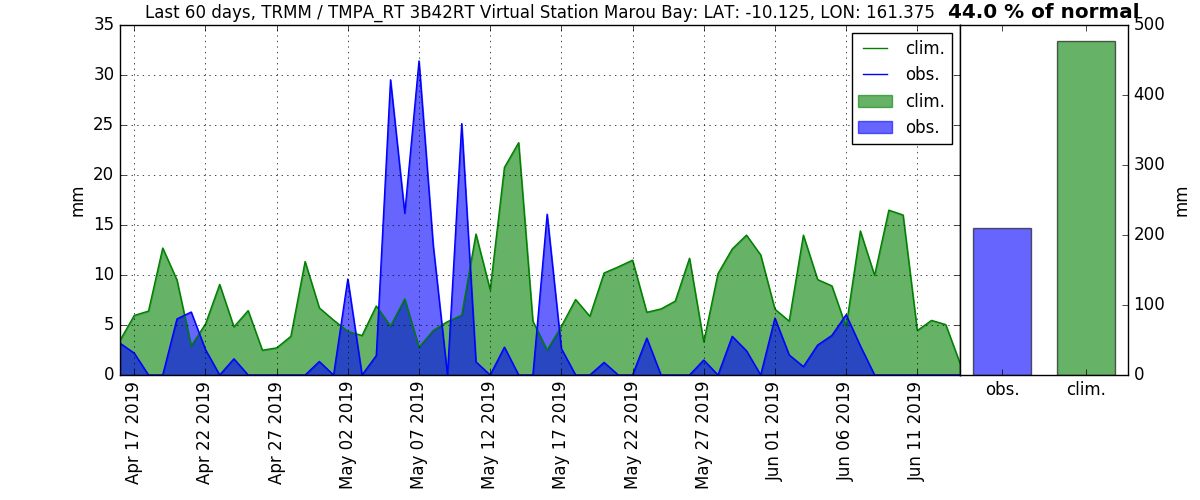 Last 60 days, TRMM / TMPA_RT 3B42RT Virtual Station Marou Bay: LAT: -10.125, LON: 161.375
44.0 % of normal
35
30
25
20
15
10
5
0
mm
clim.
obs.
clim.
obs.
500
400
300
200
100
0
mm
obs.
clim.
Apr 17 2019
Apr 22 2019
Apr 27 2019
May 02 2019
May 07 2019
May 12 2019
May 17 2019
May 22 2019
May 27 2019
Jun 01 2019
Jun 06 2019
Jun 11 2019